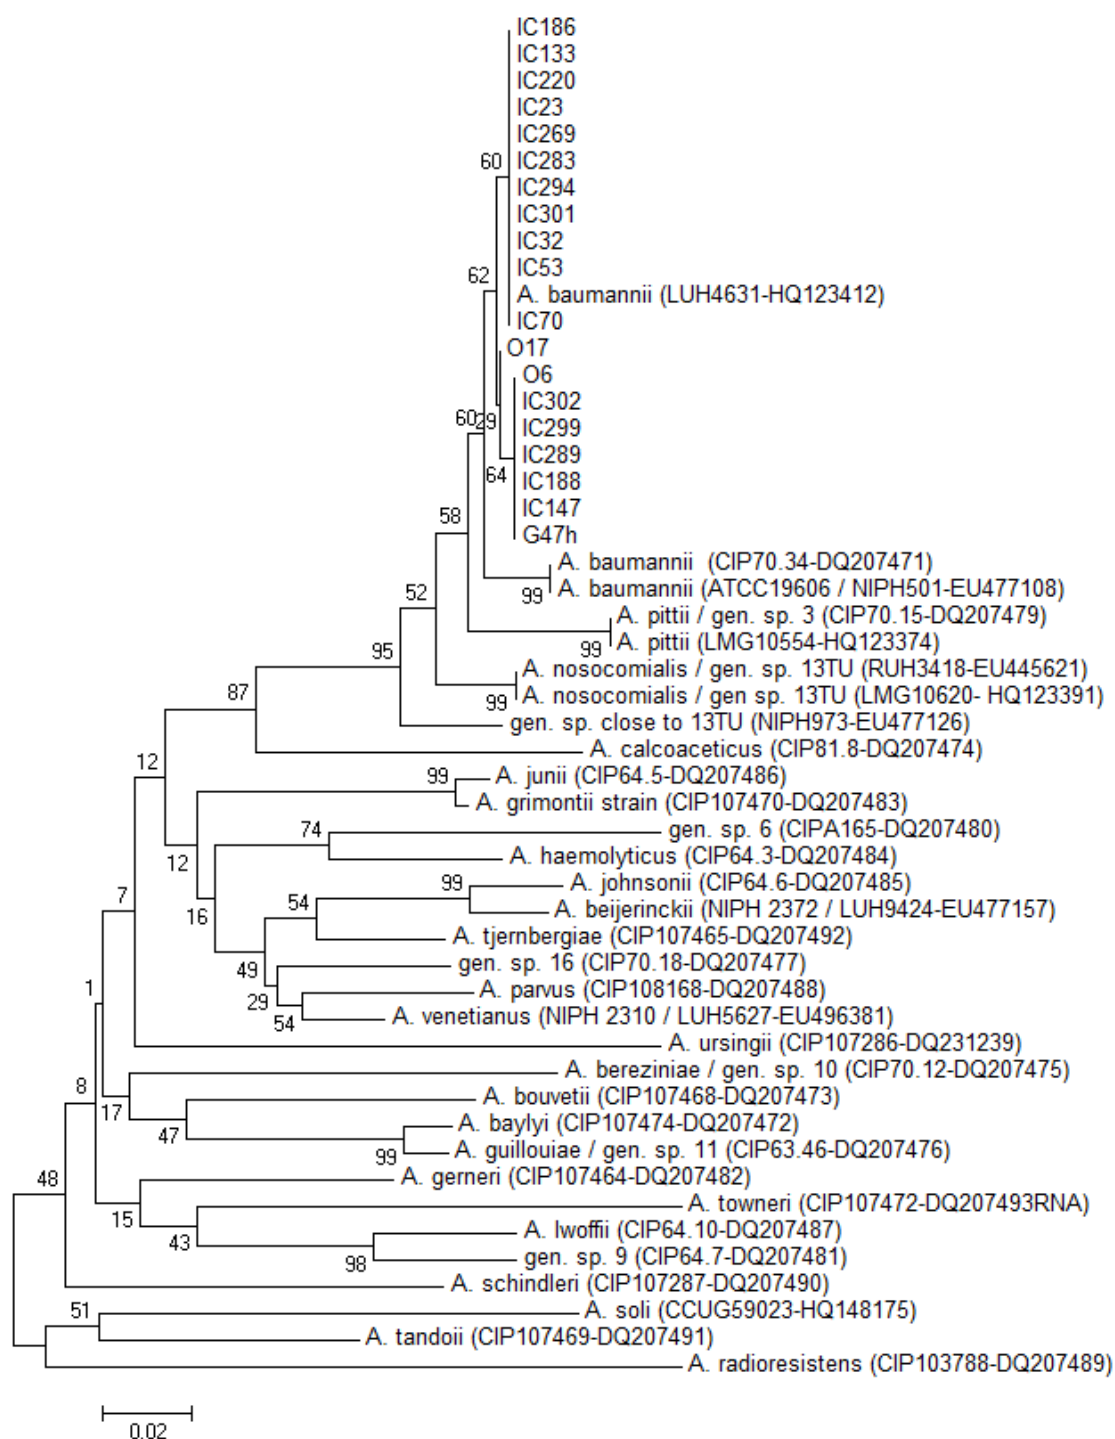 IC186
IC133
IC220
IC23
IC269
IC283
IC294
IC301
IC32
IC53
A. baumannii (LUH4631-HQ123412)
IC70
O17
O6
IC302
IC299
IC289
IC188
IC147
G47h
A. baumannii (CIP70.34-DQ207471)
A. baumannii (ATCC19606 / NIPH501-EU477108)
A. pittii / gen. sp. 3 (CIP70.15-DQ207479)
A. pittii (LMG10554-HQ123374)
A. nosocomialis / gen. sp. 13TU (RUH3418-EU445621)
A. nosocomialis / gen sp. 13TU (LMG10620- HQ123391)
gen. sp. close to 13TU (NIPH973-EU477126)
A. calcoaceticus (CIP81.8-DQ207474)
A. junii (CIP64.5-DQ207486)
A. grimontii strain (CIP107470-DQ207483)
gen. sp. 6 (CIPA165-DQ207480)
A. haemolyticus (CIP64.3-DQ207484)
A. johnsonii (CIP64.6-DQ207485)
A. beijerinckii (NIPH 2372 / LUH9424-EU477157)
A. tjernbergiae (CIP107465-DQ207492)
gen. sp. 16 (CIP70.18-DQ207477)
A. parvus (CIP108168-DQ207488)
A. venetianus (NIPH 2310 / LUH5627-EU496381)
A. ursingii (CIP107286-DQ231239)
A. bereziniae / gen. sp. 10 (CIP70.12-DQ207475)
A. bouvetii (CIP107468-DQ207473)
A. baylyi (CIP107474-DQ207472)
A. guillouiae / gen. sp. 11 (CIP63.46-DQ207476)
A. gerneri (CIP107464-DQ207482)
A. towneri (CIP107472-DQ207493RNA)
A. lwoffii (CIP64.10-DQ207487)
gen. sp. 9 (CIP64.7-DQ207481)
A. schindleri (CIP107287-DQ207490)
A. soli (CCUG59023-HQ148175)
A. tandoii (CIP107469-DQ207491)
A. radioresistens (CIP103788-DQ207489)
60
62
60
29
64
58
99
52
99
95
99
87
12
99
74
12
99
7
16
54
49
1
29
54
8
17
47
99
48
15
43
98
51
0.02